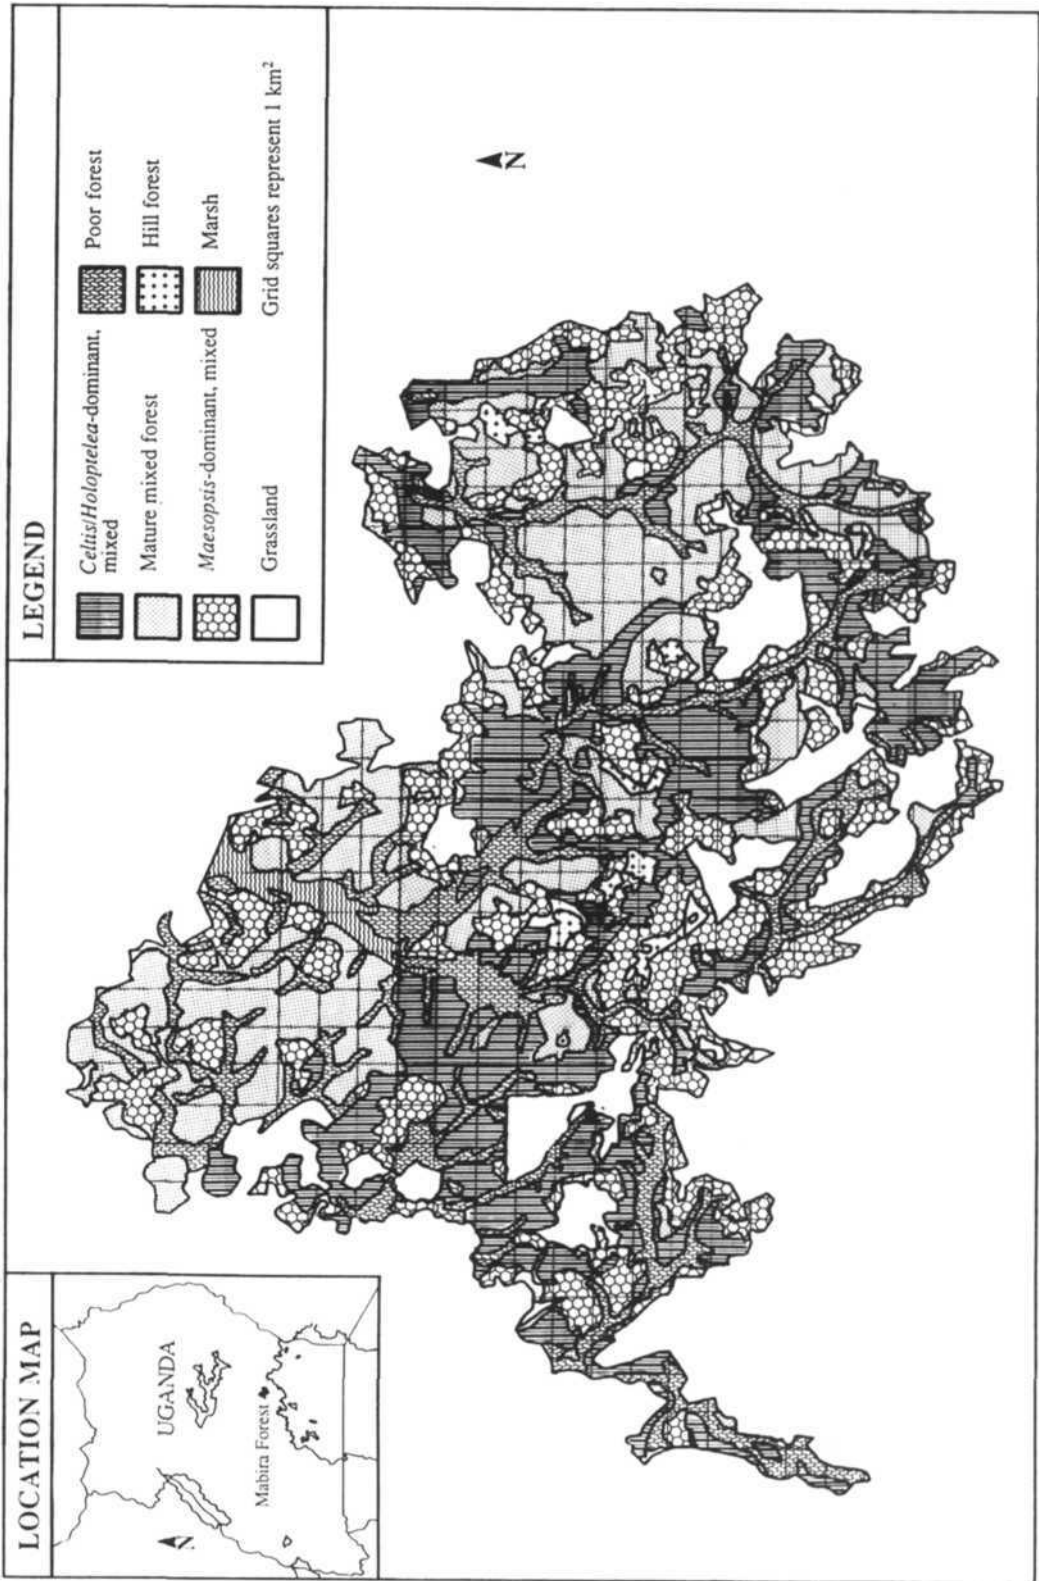 LOCATION MAP
N
UGANDA
Mabira Forest
LEGEND
Celtis/Holoptelea-dominant,
mixed
Mature mixed forest
Maesopsis-dominant, mixed
Grassland
Poor forest
Hill forest
Marsh
Grid squares represent 1 km²
N